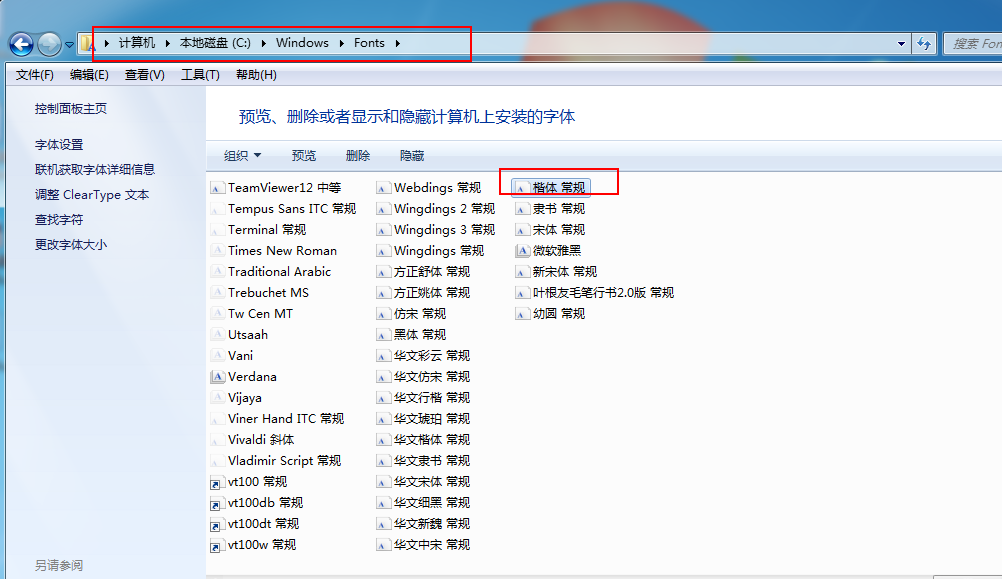 计算机 ▸ 本地磁盘 (C:) ▸ Windows ▸ Fonts ▸
搜索 Fon
文件(F) 编辑(E) 查看(V) 工具(T) 帮助(H)
控制面板主页
字体设置
联机获取字体详细信息
调整 ClearType 文本
查找字符
更改字体大小
另请参阅
预览、删除或者显示和隐藏计算机上安装的字体
组织 预览 删除 隐藏
TeamViewer12 中等
Tempus Sans ITC 常规
Terminal 常规
Times New Roman
Traditional Arabic
Trebuchet MS
Tw Cen MT
Utsaah
Vani
Verdana
Vijaya
Viner Hand ITC 常规
Vivaldi 斜体
Vladimir Script 常规
vt100 常规
vt100db 常规
vt100dt 常规
vt100w 常规
Webdings 常规
Wingdings 2 常规
Wingdings 3 常规
Wingdings 常规
方正舒体 常规
方正姚体 常规
仿宋 常规
黑体 常规
华文彩云 常规
华文仿宋 常规
华文行楷 常规
华文琥珀 常规
华文楷体 常规
华文隶书 常规
华文宋体 常规
华文细黑 常规
华文新魏 常规
华文中宋 常规
楷体 常规
隶书 常规
宋体 常规
微软雅黑
新宋体 常规
叶根友毛笔行书2.0版 常规
幼圆 常规